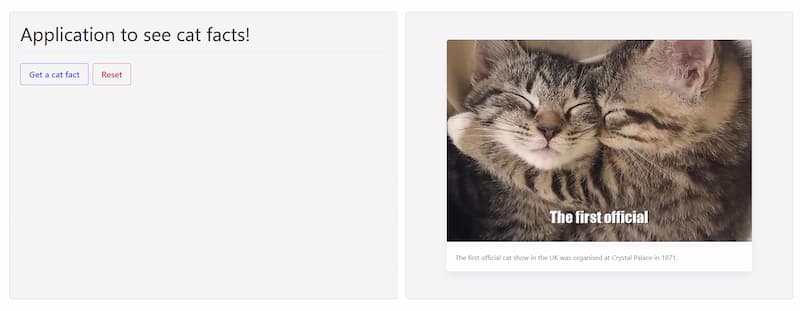 Application to see cat facts!
Get a cat fact
Reset
The first official
The first official cat show in the UK was organised at Crystal Palace in 1871.